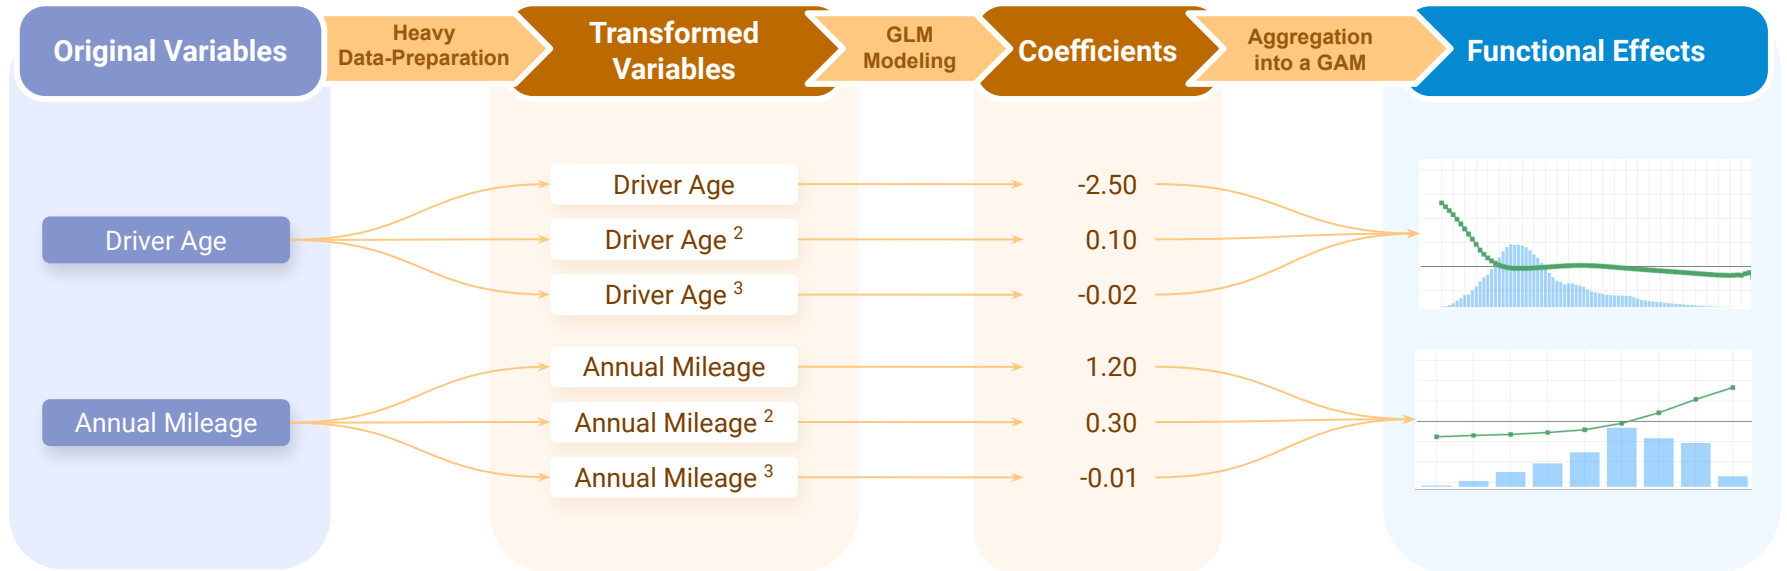 Original Variables
Heavy
Data-Preparation
Transformed
Variables
GLM
Modeling
Coefficients
Aggregation
into a GAM
Functional Effects
Driver Age
Driver Age
-2.50
Driver Age 2
0.10
Driver Age 3
-0.02
Annual Mileage
Annual Mileage
1.20
Annual Mileage 2
0.30
Annual Mileage 3
-0.01